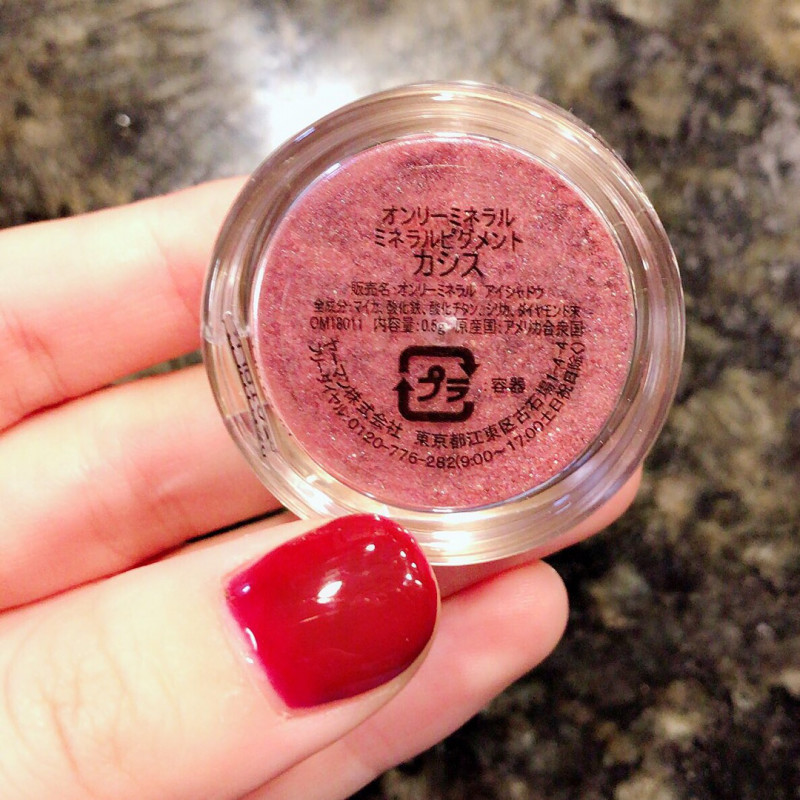 オンリーミネラル
ミネラルピグメント
カシス
販売名:オンリーミネラル アイシャドウ
全成分:マイカ、酸化鉄、酸化チタン、シリカ、ダイヤモンド末
OM18011 内容量:0.5g 原産国:アメリカ合衆国
プラ
:容器
ヤーマン株式会社 東京都江東区古石場1-4-4
フリーダイヤル:0120-776-282(9:00〜17:00土日祝日除く)